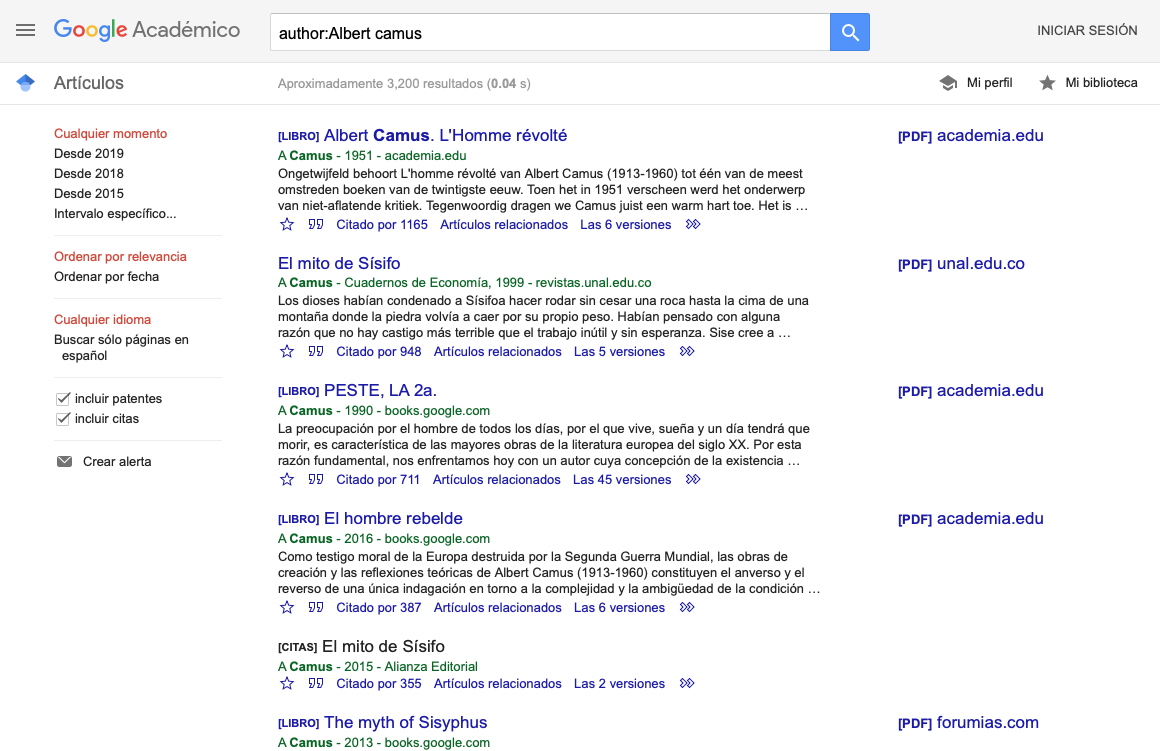 Google Académico
author:Albert camus
INICIAR SESIÓN
Artículos
Aproximadamente 3,200 resultados (0.04 s)
Mi perfil
Mi biblioteca
Cualquier momento
Desde 2019
Desde 2018
Desde 2015
Intervalo específico...
Ordenar por relevancia
Ordenar por fecha
Cualquier idioma
Buscar sólo páginas en
español
incluir patentes
incluir citas
Crear alerta
[LIBRO] Albert Camus. L'Homme révolté
[PDF] academia.edu
A Camus - 1951 - academia.edu
Ongetwijfeld behoort L'homme révolté van Albert Camus (1913-1960) tot één van de meest
omstreden boeken van de twintigste eeuw. Toen het in 1951 verscheen werd het onderwerp
van niet-aflatende kritiek. Tegenwoordig dragen we Camus juist een warm hart toe. Het is …
Citado por 1165 Artículos relacionados Las 6 versiones
El mito de Sísifo
[PDF] unal.edu.co
A Camus - Cuadernos de Economía, 1999 - revistas.unal.edu.co
Los dioses habían condenado a Sísifoa hacer rodar sin cesar una roca hasta la cima de una
montaña donde la piedra volvía a caer por su propio peso. Habían pensado con alguna
razón que no hay castigo más terrible que el trabajo inútil y sin esperanza. Sise cree a …
Citado por 948 Artículos relacionados Las 5 versiones
[LIBRO] PESTE, LA 2a.
[PDF] academia.edu
A Camus - 1990 - books.google.com
La preocupación por el hombre de todos los días, por el que vive, sueña y un día tendrá que
morir, es característica de las mayores obras de la literatura europea del siglo XX. Por esta
razón fundamental, nos enfrentamos hoy con un autor cuya concepción de la existencia …
Citado por 711 Artículos relacionados Las 45 versiones
[LIBRO] El hombre rebelde
[PDF] academia.edu
A Camus - 2016 - books.google.com
Como testigo moral de la Europa destruida por la Segunda Guerra Mundial, las obras de
creación y las reflexiones teóricas de Albert Camus (1913-1960) constituyen el anverso y el
reverso de una única indagación en torno a la complejidad y la ambigüedad de la condición …
Citado por 387 Artículos relacionados Las 6 versiones
[CITAS] El mito de Sísifo
A Camus - 2015 - Alianza Editorial
Citado por 355 Artículos relacionados Las 2 versiones
[LIBRO] The myth of Sisyphus
[PDF] forumias.com
A Camus - 2013 - books.google.com